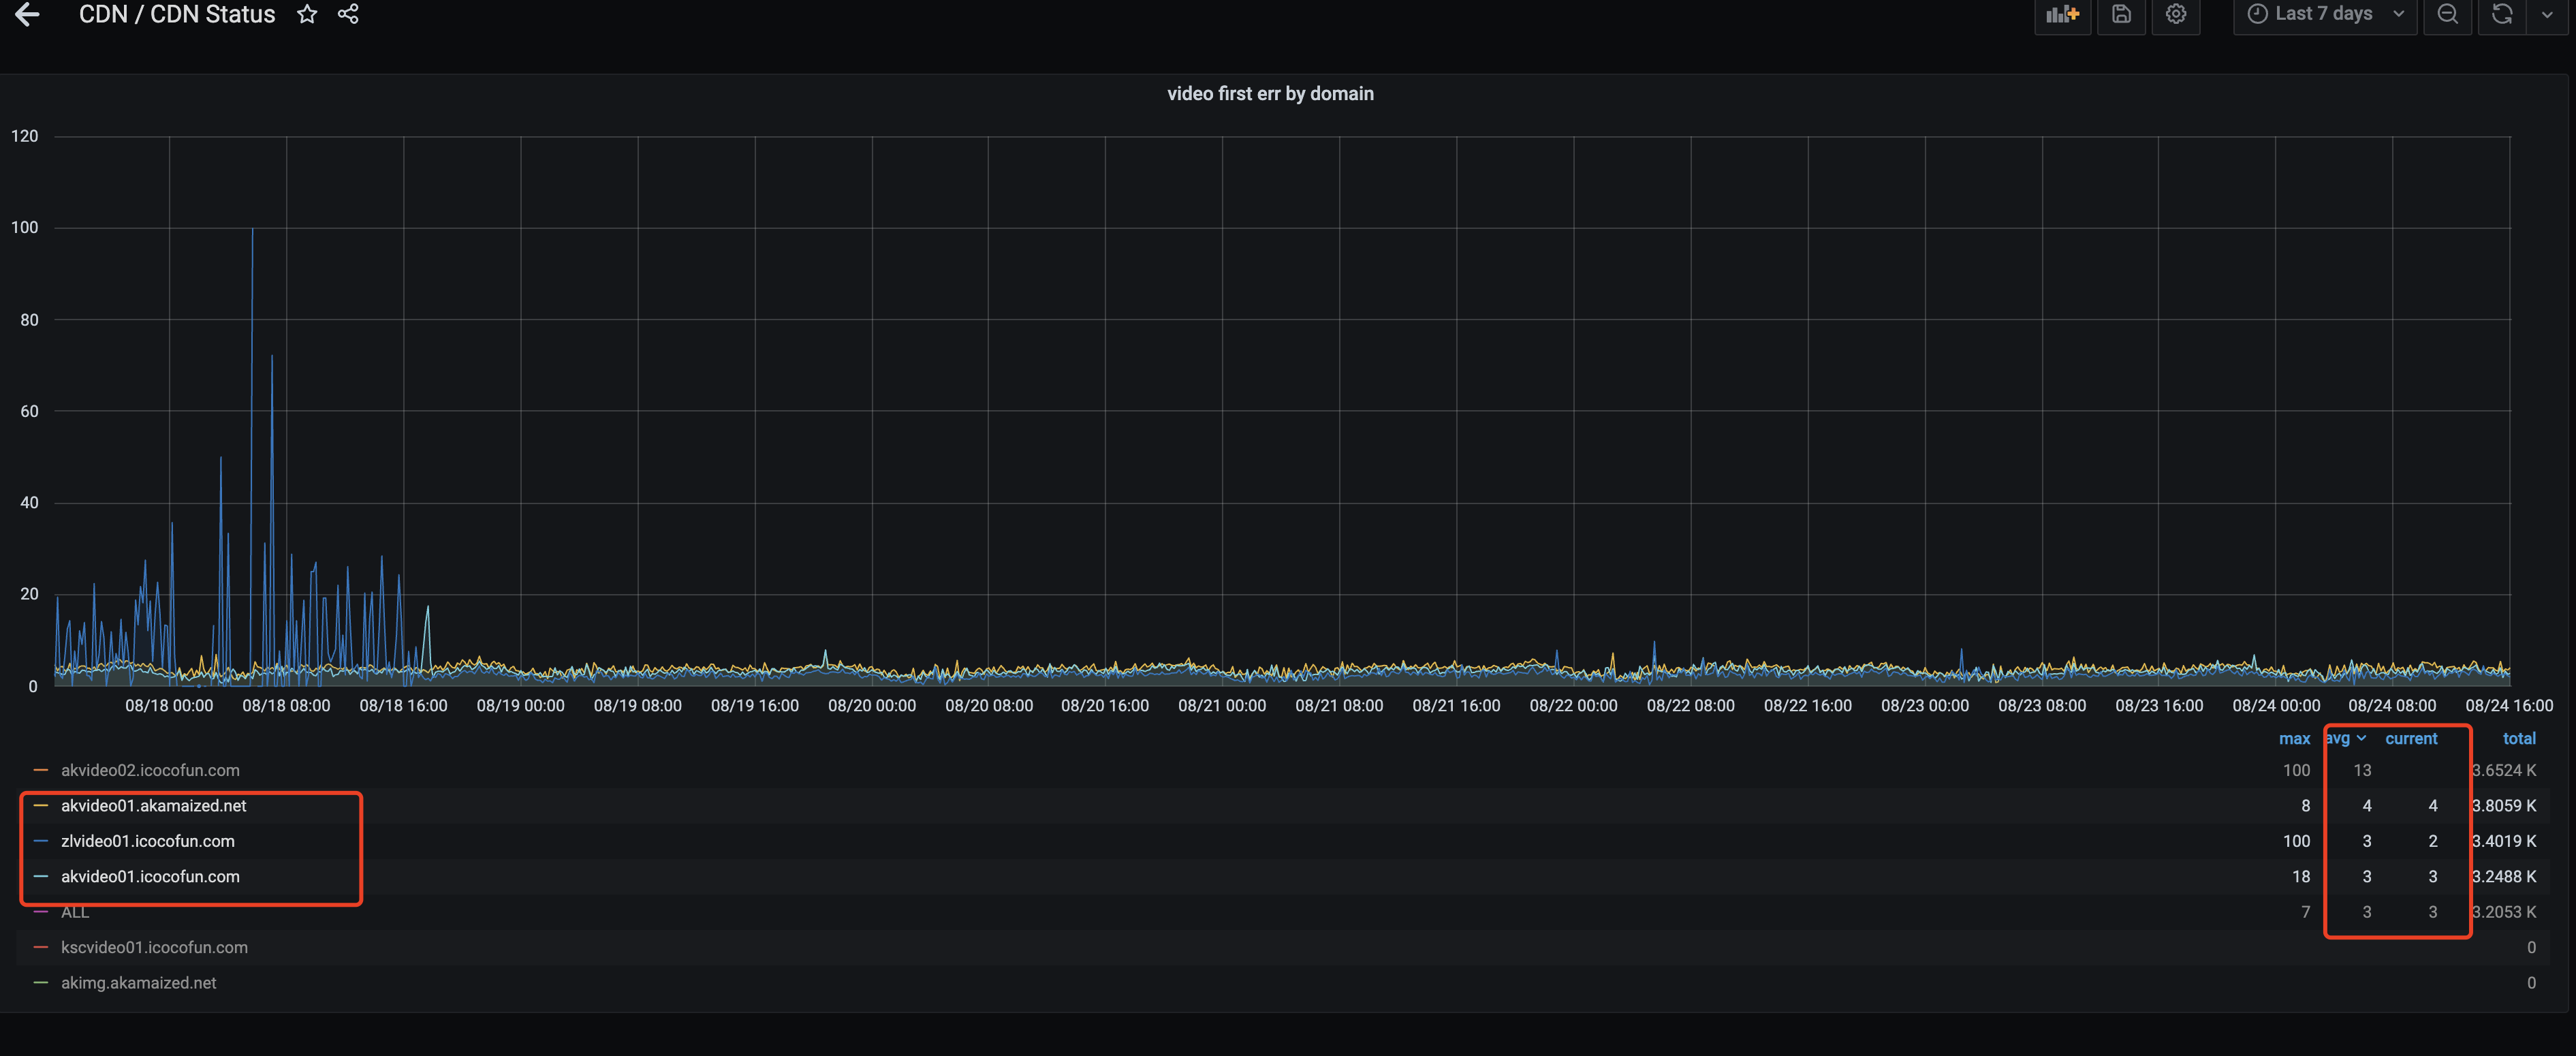 CDN / CDN Status
Last 7 days
video first err by domain
120
100
80
60
40
20
0
08/18 00:00 08/18 08:00 08/18 16:00 08/19 00:00 08/19 08:00 08/19 16:00 08/20 00:00 08/20 08:00 08/20 16:00 08/21 00:00 08/21 08:00 08/21 16:00 08/22 00:00 08/22 08:00 08/22 16:00 08/23 00:00 08/23 08:00 08/23 16:00 08/24 00:00 08/24 08:00 08/24 16:00
max avg current total
akvideo02.icocofun.com 100 13 3.6524 K
akvideo01.akamaized.net 8 4 4 3.8059 K
zlvideo01.icocofun.com 100 3 2 3.4019 K
akvideo01.icocofun.com 18 3 3 3.2488 K
ALL 7 3 3 3.2053 K
kscvideo01.icocofun.com 0
akimg.akamaized.net 0